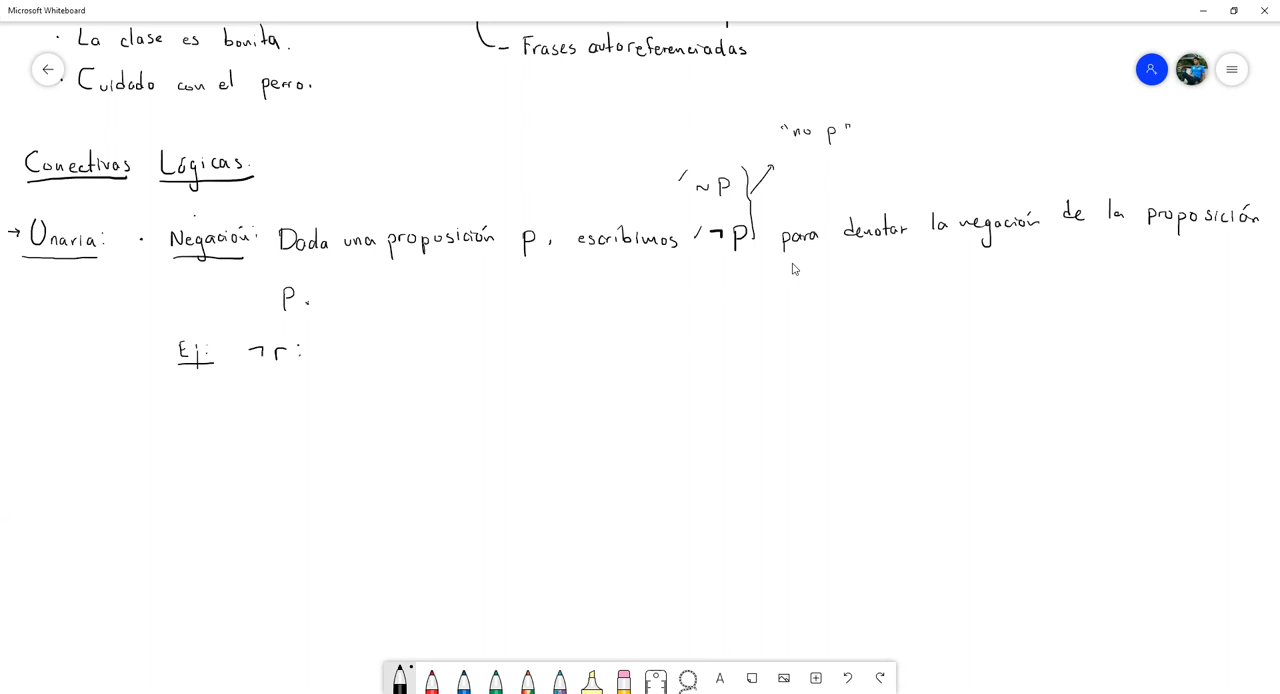 Microsoft Whiteboard
· La clase es bonita.
- Frases autoreferenciadas
· Cuidado con el perro.
"no p"
Conectivas Lógicas.
~ p
→ Unaria: · Negación: Dada una proposición p, escribimos ¬ p para denotar la negación de la proposición
p.
Ej: ¬ r:
A